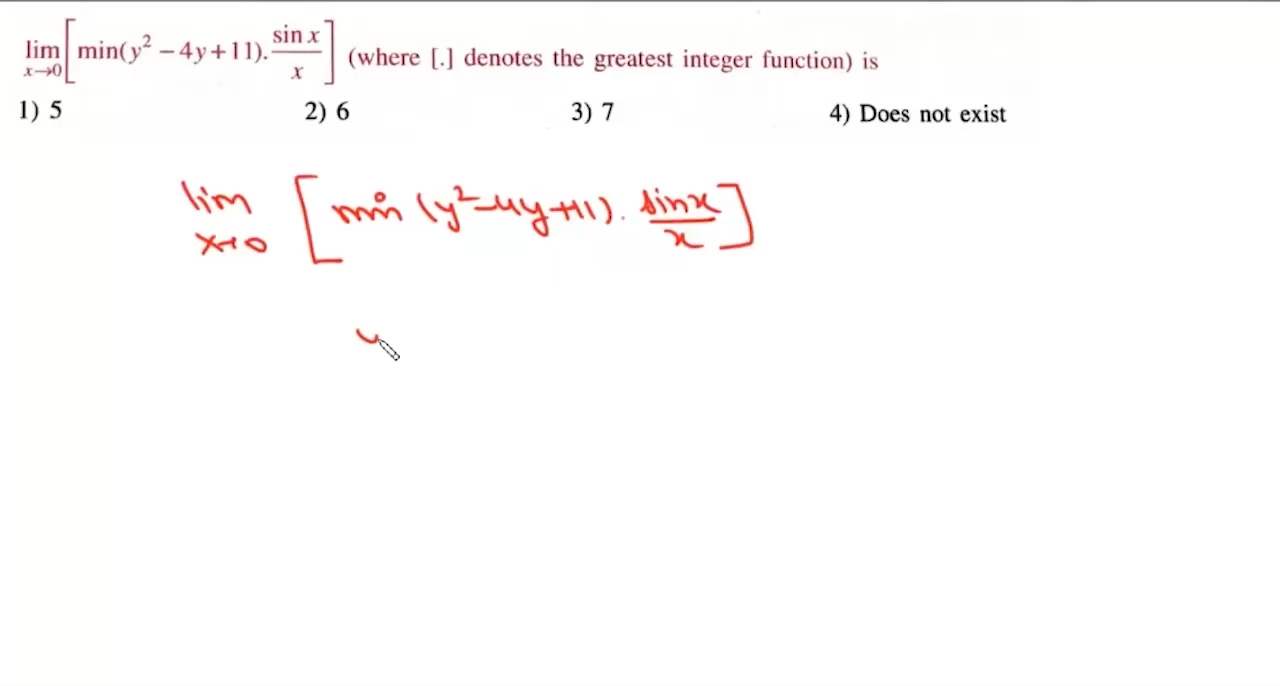 lim x→0 [ min(y² − 4y + 11). sin x / x ] (where [.] denotes the greatest integer function) is
1) 5 2) 6 3) 7 4) Does not exist
lim x→0 [ min (y²−4y+11). sinx / x ]